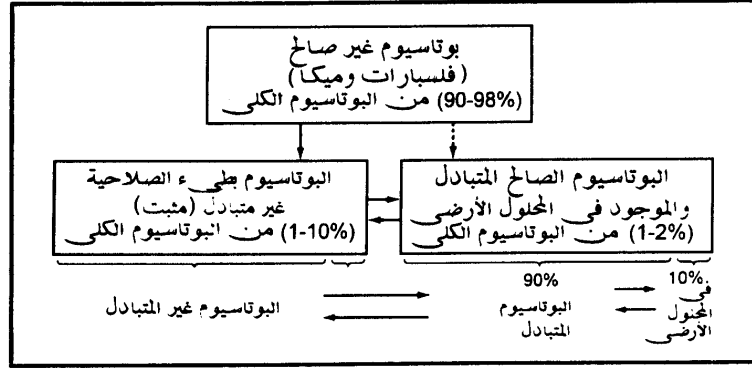 بوتاسيوم غير صالح
(فلسبارات وميكا)
(90-98%) من البوتاسيوم الكلى
البوتاسيوم الصالح المتبادل
والموجود فى المحلول الأرضى
(1-2%) من البوتاسيوم الكلى
البوتاسيوم بطىء الصلاحية
غير متبادل (مثبت)
(1-10%) من البوتاسيوم الكلى
10%
فى
المحلول
الأرضى
90%
البوتاسيوم
المتبادل
البوتاسيوم غير المتبادل